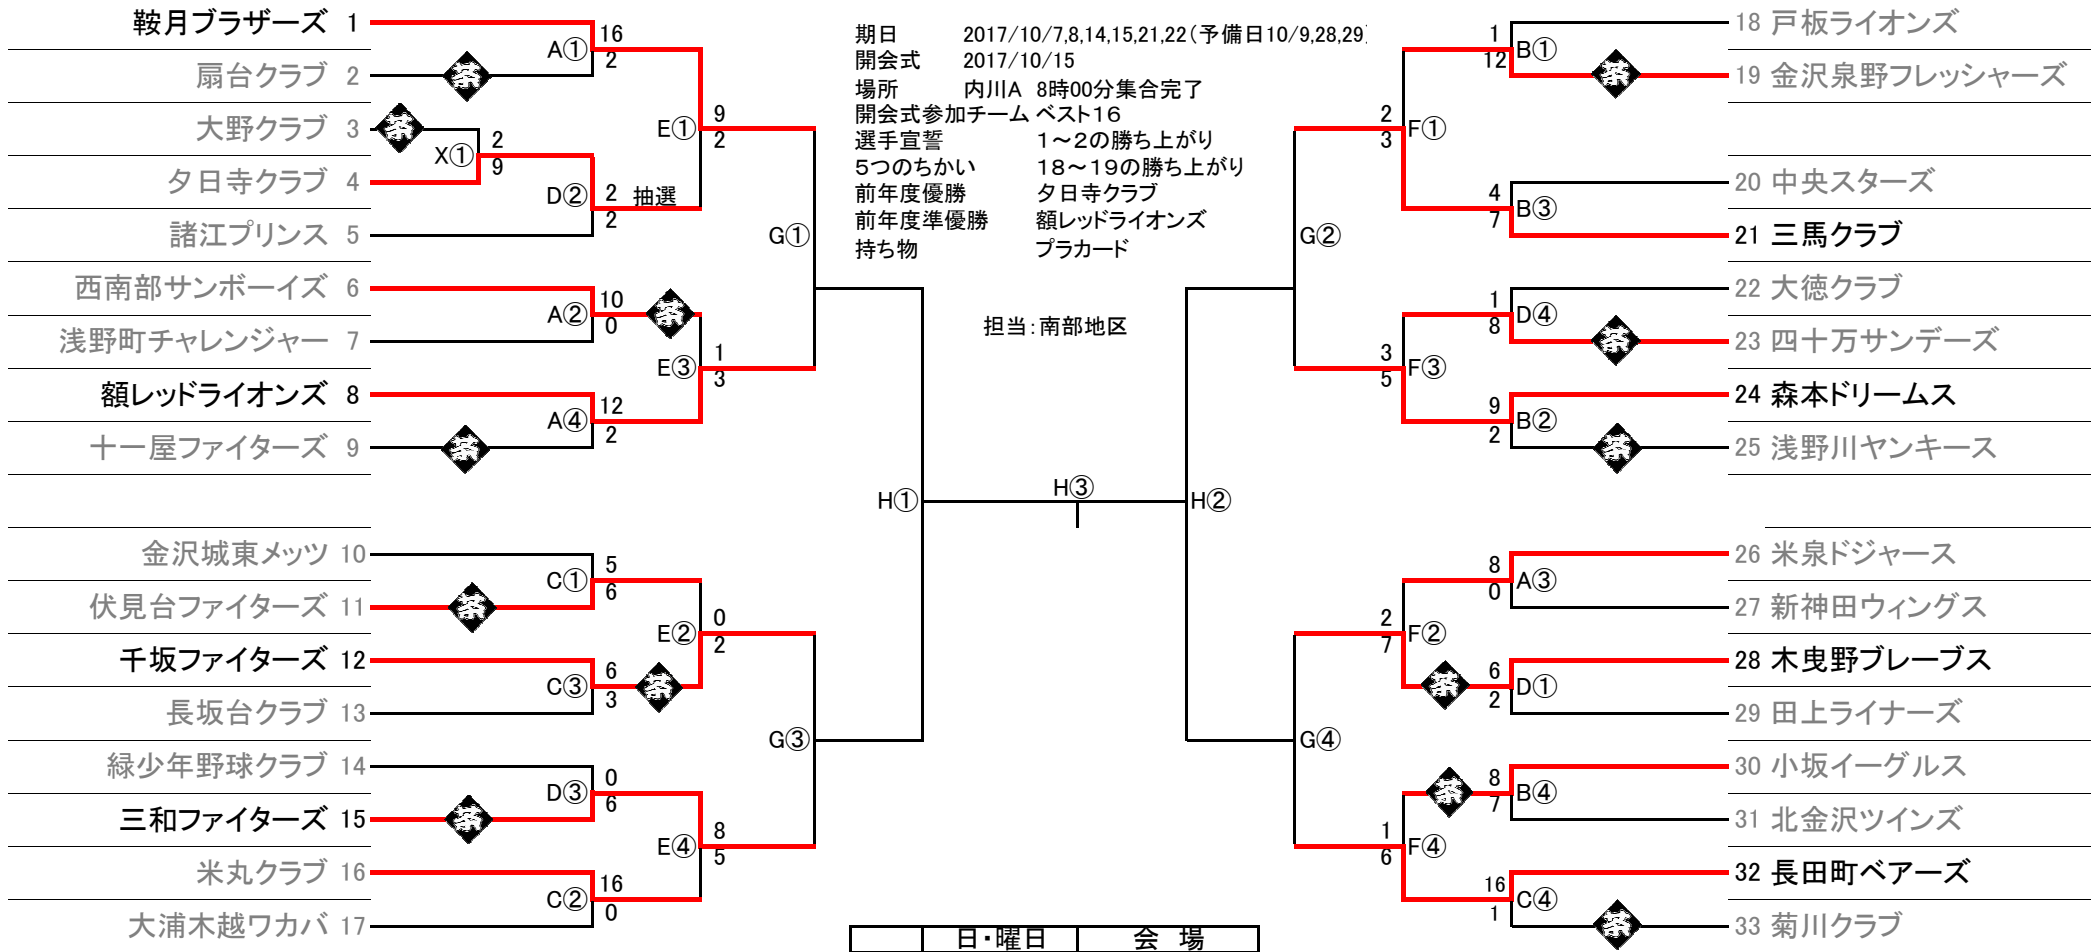 鞍月ブラザーズ 1
扇台クラブ 2
大野クラブ 3
夕日寺クラブ 4
諸江プリンス 5
西南部サンボーイズ 6
浅野町チャレンジャー 7
額レッドライオンズ 8
十一屋ファイターズ 9
金沢城東メッツ 10
伏見台ファイターズ 11
千坂ファイターズ 12
長坂台クラブ 13
緑少年野球クラブ 14
三和ファイターズ 15
米丸クラブ 16
大浦木越ワカバ 17
A① 16 2
X① 2 9
D② 2 2 抽選
E① 9 2
A② 10 0
A④ 12 2
E③ 1 3
G①
C① 5 6
C③ 6 3
E② 0 2
D③ 0 6
C② 16 0
E④ 8 5
G③
H①
H③
H②
期日 2017/10/7,8,14,15,21,22(予備日10/9,28,29)
開会式 2017/10/15
場所 内川A 8時00分集合完了
開会式参加チーム ベスト16
選手宣誓 1～2の勝ち上がり
5つのちかい 18～19の勝ち上がり
前年度優勝 夕日寺クラブ
前年度準優勝 額レッドライオンズ
持ち物 プラカード
担当:南部地区
G②
1 12 B①
2 3 F①
4 7 B③
1 8 D④
3 5 F③
9 2 B②
G④
8 0 A③
2 7 F②
6 2 D①
8 7 B④
1 6 F④
16 1 C④
18 戸板ライオンズ
19 金沢泉野フレッシャーズ
20 中央スターズ
21 三馬クラブ
22 大徳クラブ
23 四十万サンデーズ
24 森本ドリームス
25 浅野川ヤンキース
26 米泉ドジャース
27 新神田ウィングス
28 木曳野ブレーブス
29 田上ライナーズ
30 小坂イーグルス
31 北金沢ツインズ
32 長田町ベアーズ
33 菊川クラブ
日・曜日 会 場